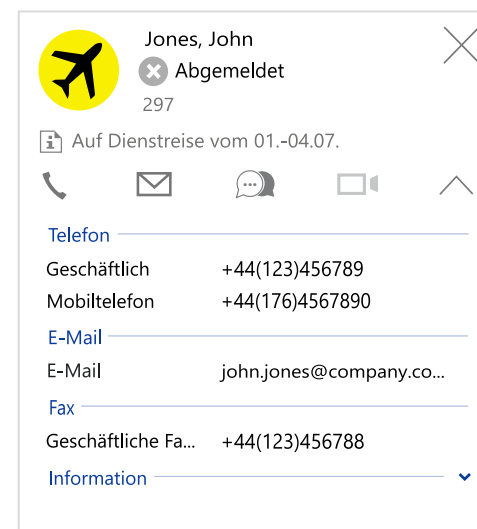 Jones, John
Abgemeldet
297
Auf Dienstreise vom 01.-04.07.
Telefon
Geschäftlich +44(123)456789
Mobiltelefon +44(176)4567890
E-Mail
E-Mail john.jones@company.co...
Fax
Geschäftliche Fa... +44(123)456788
Information